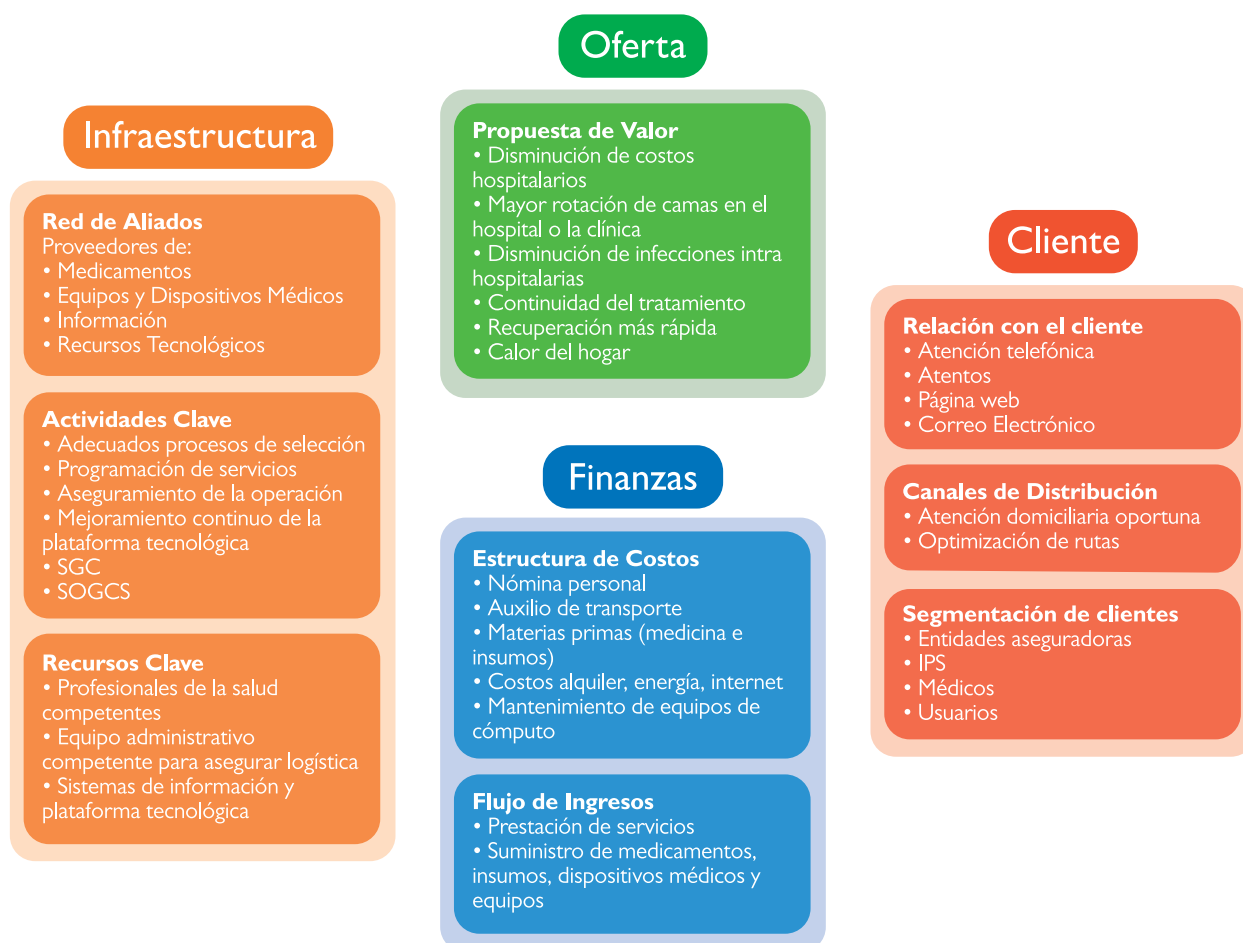 Oferta
Propuesta de Valor
• Disminución de costos
hospitalarios
• Mayor rotación de camas en el
hospital o la clínica
• Disminución de infecciones intra
hospitalarias
• Continuidad del tratamiento
• Recuperación más rápida
• Calor del hogar
Infraestructura
Red de Aliados
Proveedores de:
• Medicamentos
• Equipos y Dispositivos Médicos
• Información
• Recursos Tecnológicos
Actividades Clave
• Adecuados procesos de selección
• Programación de servicios
• Aseguramiento de la operación
• Mejoramiento continuo de la
plataforma tecnológica
• SGC
• SOGCS
Recursos Clave
• Profesionales de la salud
competentes
• Equipo administrativo
competente para asegurar logística
• Sistemas de información y
plataforma tecnológica
Finanzas
Estructura de Costos
• Nómina personal
• Auxilio de transporte
• Materias primas (medicina e
insumos)
• Costos alquiler, energía, internet
• Mantenimiento de equipos de
cómputo
Flujo de Ingresos
• Prestación de servicios
• Suministro de medicamentos,
insumos, dispositivos médicos y
equipos
Cliente
Relación con el cliente
• Atención telefónica
• Atentos
• Página web
• Correo Electrónico
Canales de Distribución
• Atención domiciliaria oportuna
• Optimización de rutas
Segmentación de clientes
• Entidades aseguradoras
• IPS
• Médicos
• Usuarios